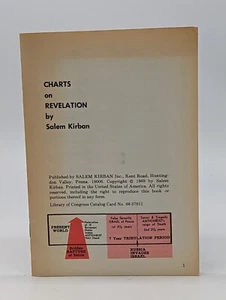 CHARTS
on
REVELATION
by
Salem Kirban
Published by SALEM KIRBAN Inc., Kent Road, Hunting-
don Valley, Penna. 19006. Copyright © 1969 by Salem
Kirban. Printed in the United States of America. All rights
reserved, including the right to reproduce this book or
portions thereof in any form.
Library of Congress Catalog Card No.
PRESENT
WORLD
7 Year TRIBULATION PERIOD
RUSSIA
INVADES
ISRAEL
1